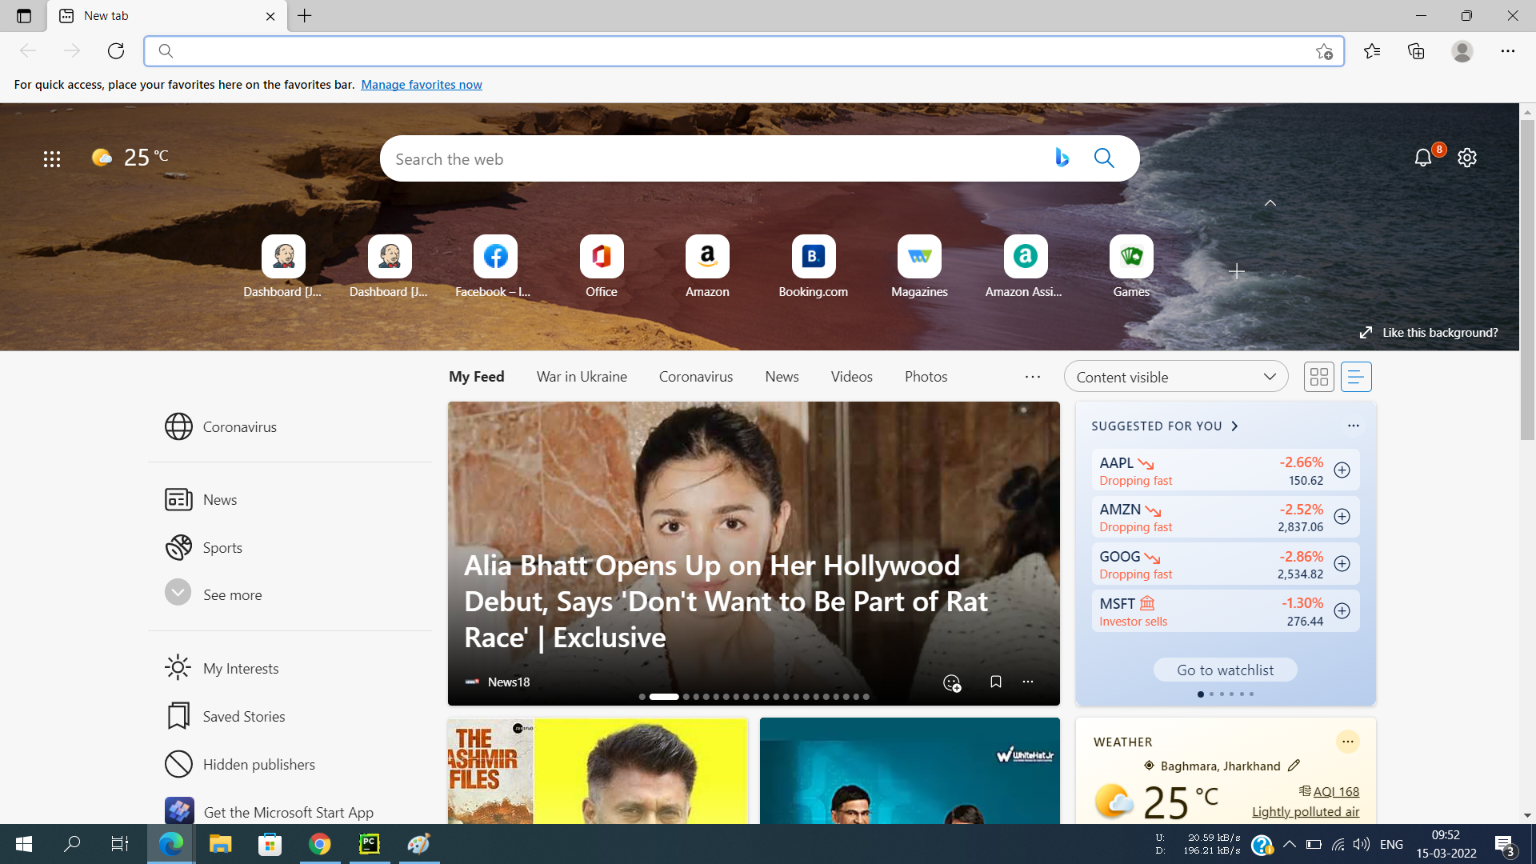 New tab
For quick access, place your favorites here on the favorites bar. Manage favorites now
25 °C
Search the web
8
Dashboard [J...
Dashboard [J...
Facebook – l...
Office
Amazon
Booking.com
Magazines
Amazon Assi...
Games
Like this background?
My Feed
War in Ukraine
Coronavirus
News
Videos
Photos
Content visible
Coronavirus
News
Sports
See more
My Interests
Saved Stories
Hidden publishers
Get the Microsoft Start App
Alia Bhatt Opens Up on Her Hollywood
Debut, Says 'Don't Want to Be Part of Rat
Race' | Exclusive
News18
SUGGESTED FOR YOU
AAPL -2.66%
Dropping fast 150.62
AMZN -2.52%
Dropping fast 2,837.06
GOOG -2.86%
Dropping fast 2,534.82
MSFT -1.30%
Investor sells 276.44
Go to watchlist
THE
KASHMIR
FILES
WhiteHat Jr
WEATHER
Baghmara, Jharkhand
25 °C
AQI 168
Lightly polluted air
PC
U: 20.59 kB/s
D: 196.21 kB/s
ENG
09:52
15-03-2022
3